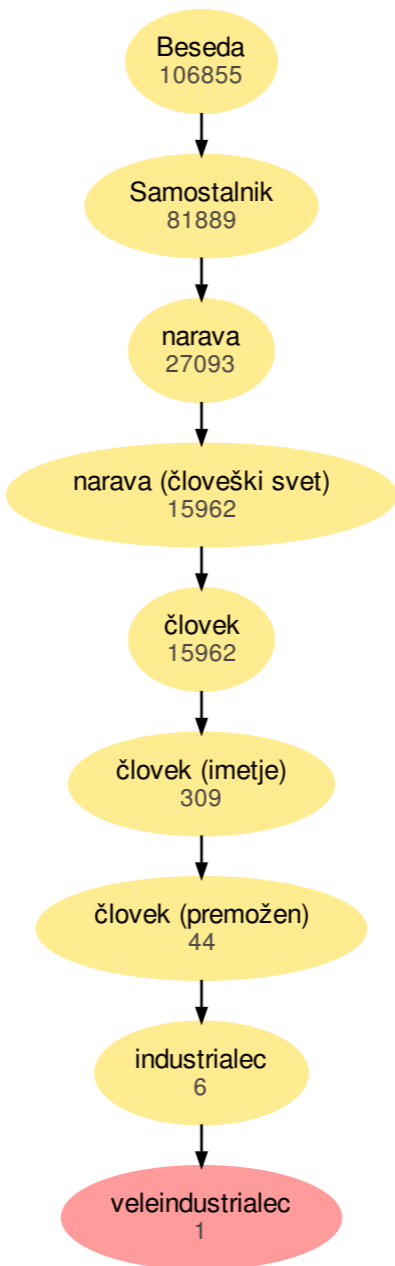 Beseda
106855
Samostalnik
81889
narava
27093
narava (človeški svet)
15962
človek
15962
človek (imetje)
309
človek (premožen)
44
industrialec
6
veleindustrialec
1